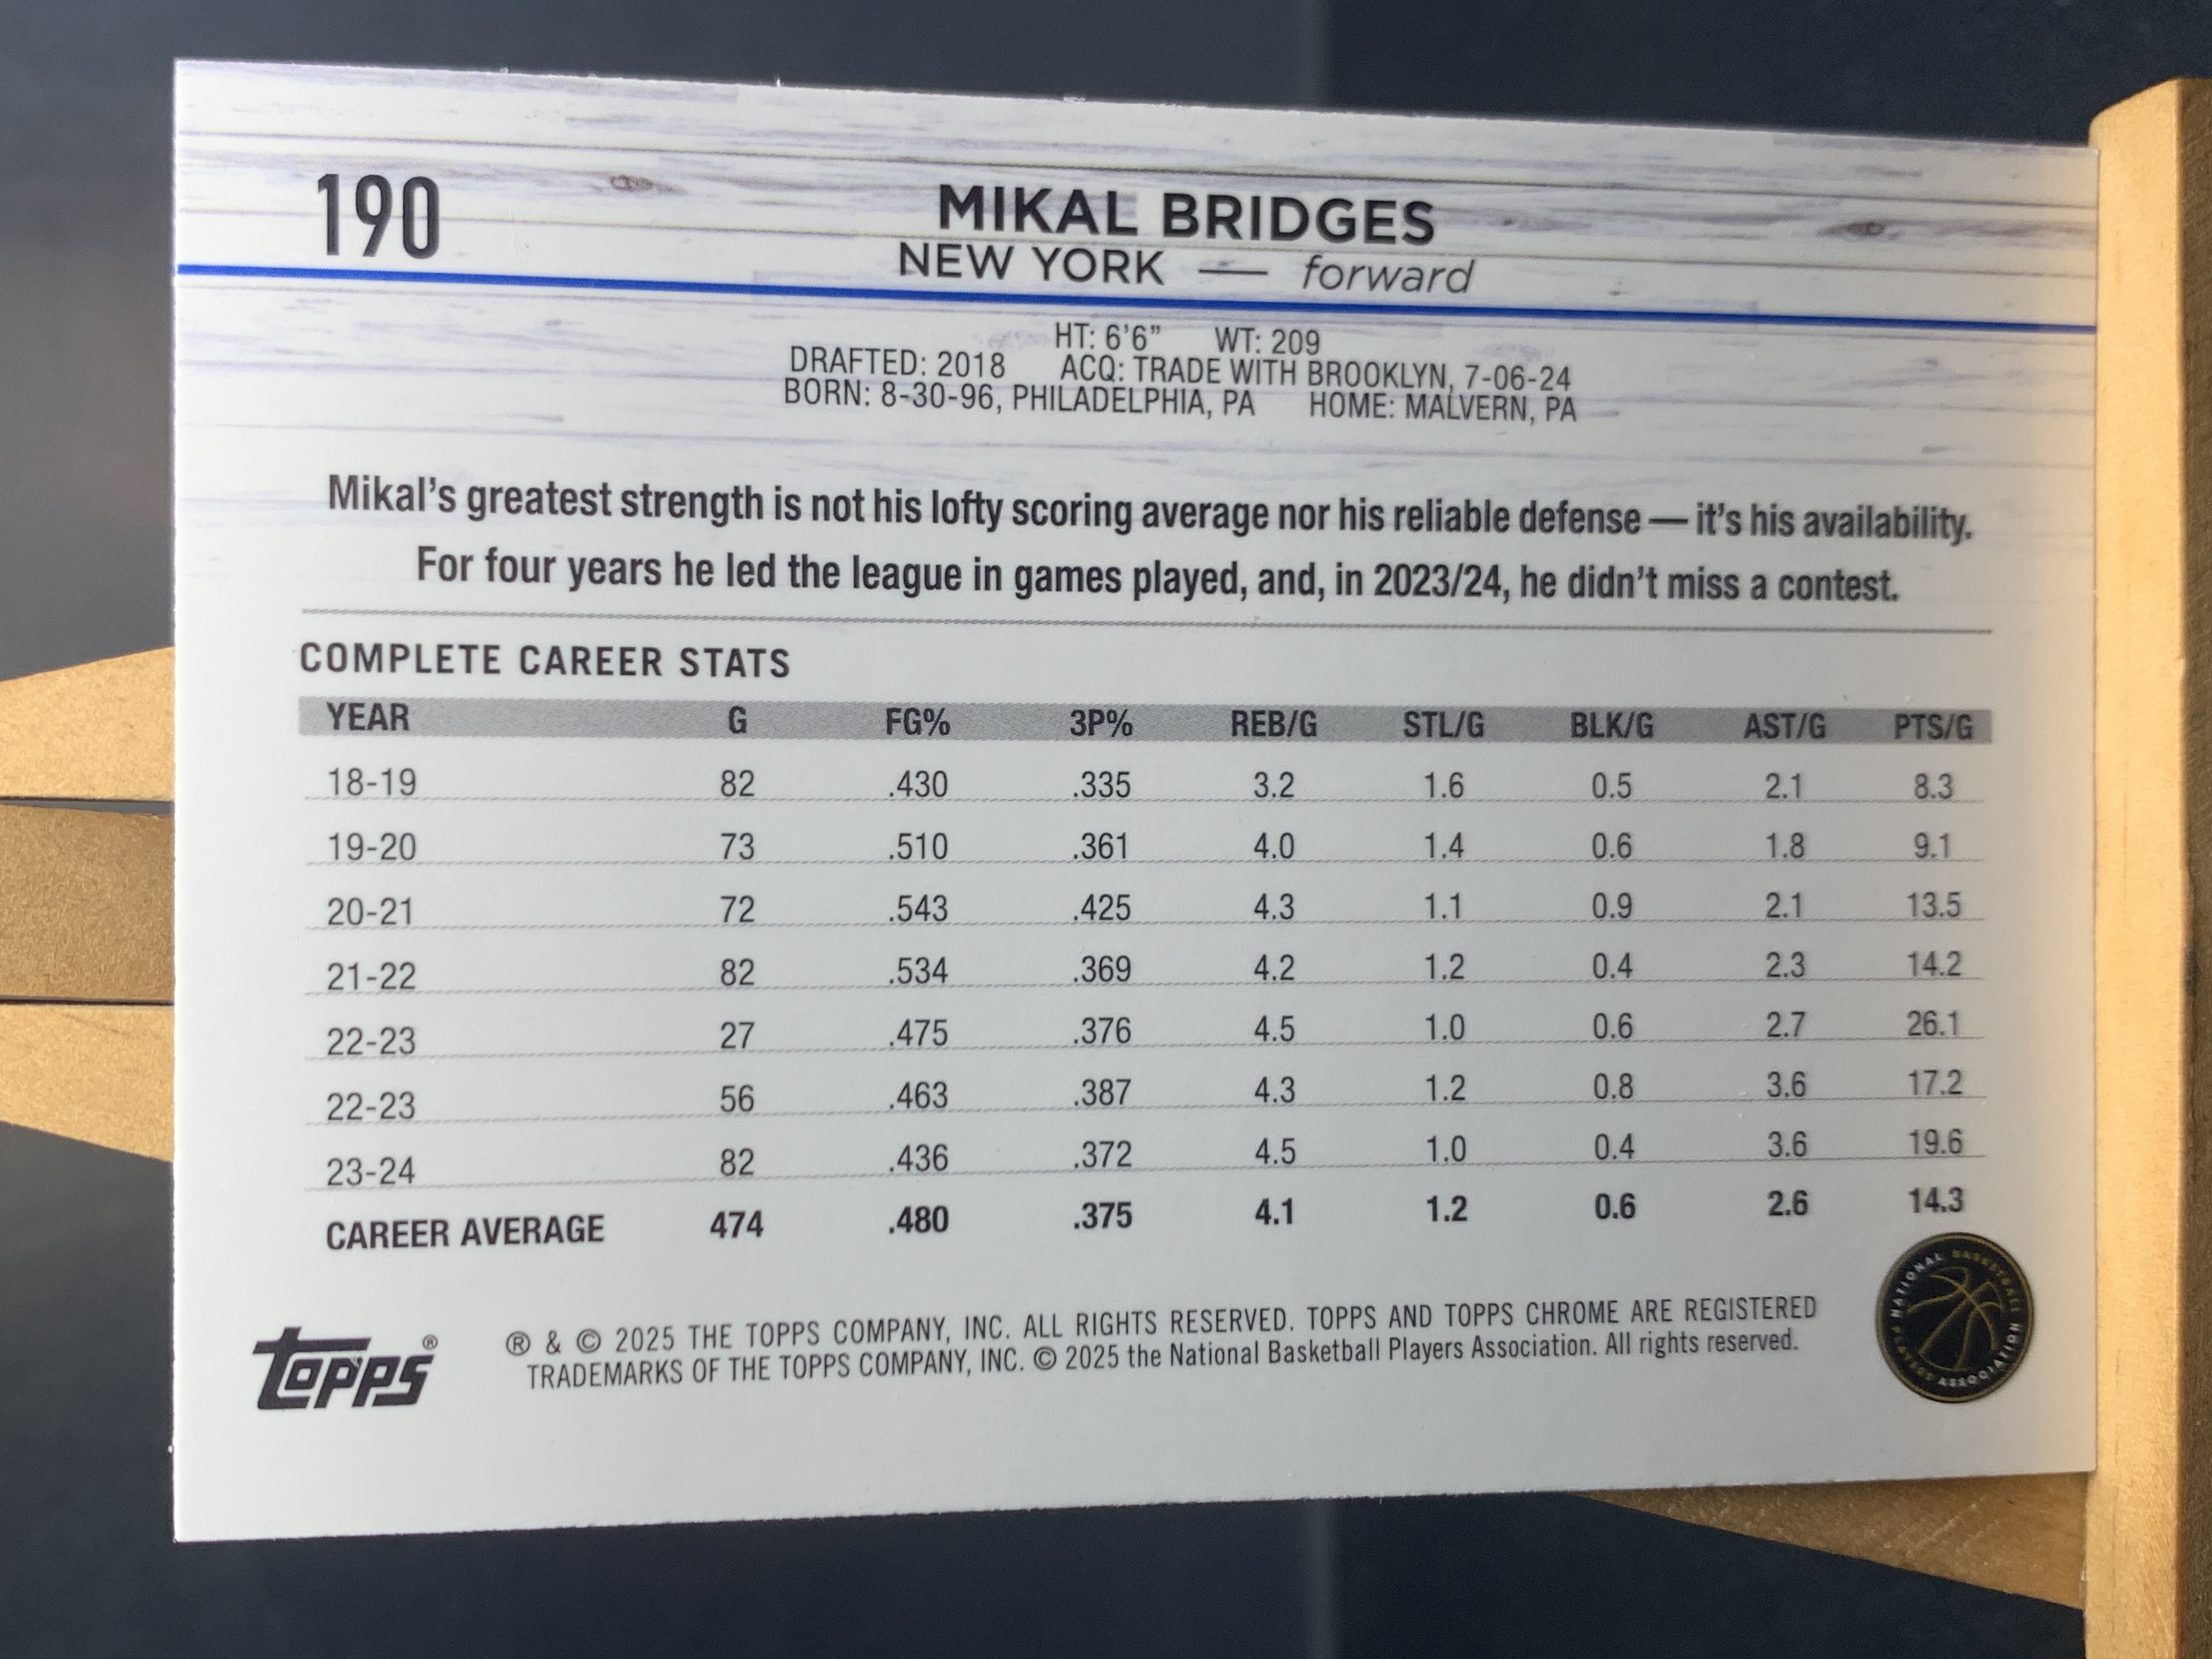 190
MIKAL BRIDGES
NEW YORK — forward
HT: 6'6" WT: 209
DRAFTED: 2018 ACQ: TRADE WITH BROOKLYN, 7-06-24
BORN: 8-30-96, PHILADELPHIA, PA HOME: MALVERN, PA
Mikal's greatest strength is not his lofty scoring average nor his reliable defense — it's his availability.
For four years he led the league in games played, and, in 2023/24, he didn't miss a contest.
COMPLETE CAREER STATS
YEAR G FG% 3P% REB/G STL/G BLK/G AST/G PTS/G
18-19 82 .430 .335 3.2 1.6 0.5 2.1 8.3
19-20 73 .510 .361 4.0 1.4 0.6 1.8 9.1
20-21 72 .543 .425 4.3 1.1 0.9 2.1 13.5
21-22 82 .534 .369 4.2 1.2 0.4 2.3 14.2
22-23 27 .475 .376 4.5 1.0 0.6 2.7 26.1
22-23 56 .463 .387 4.3 1.2 0.8 3.6 17.2
23-24 82 .436 .372 4.5 1.0 0.4 3.6 19.6
CAREER AVERAGE 474 .480 .375 4.1 1.2 0.6 2.6 14.3
Topps®
® & © 2025 THE TOPPS COMPANY, INC. ALL RIGHTS RESERVED. TOPPS AND TOPPS CHROME ARE REGISTERED
TRADEMARKS OF THE TOPPS COMPANY, INC. © 2025 the National Basketball Players Association. All rights reserved.
NATIONAL BASKETBALL PLAYERS ASSOCIATION